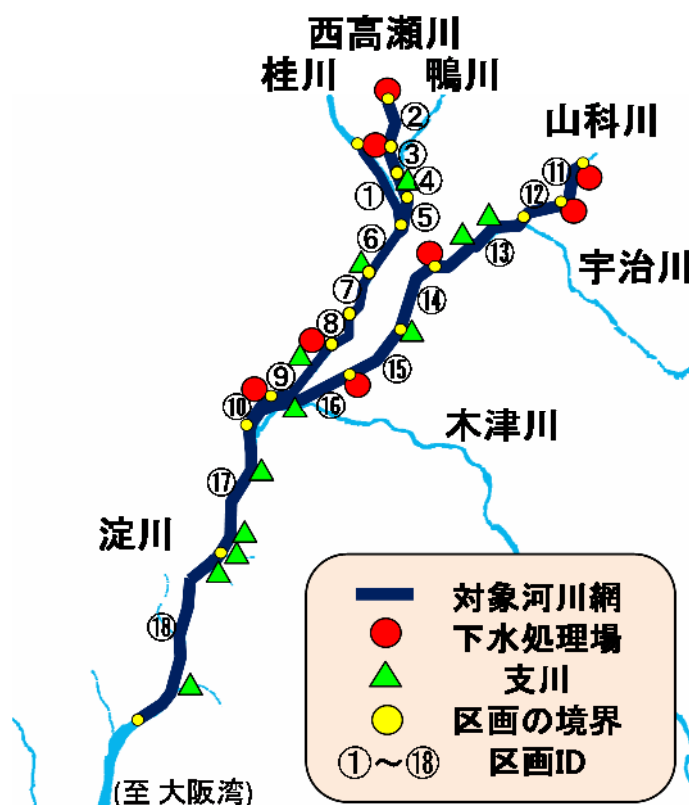 西高瀬川
桂川
鴨川
山科川
②
③
④
①
⑤
⑥
⑦
⑧
⑨
⑩
⑪
⑫
⑬
宇治川
⑭
⑮
⑯
木津川
⑰
淀川
⑱
(至 大阪湾)
対象河川網
下水処理場
支川
区画の境界
①～⑱ 区画ID